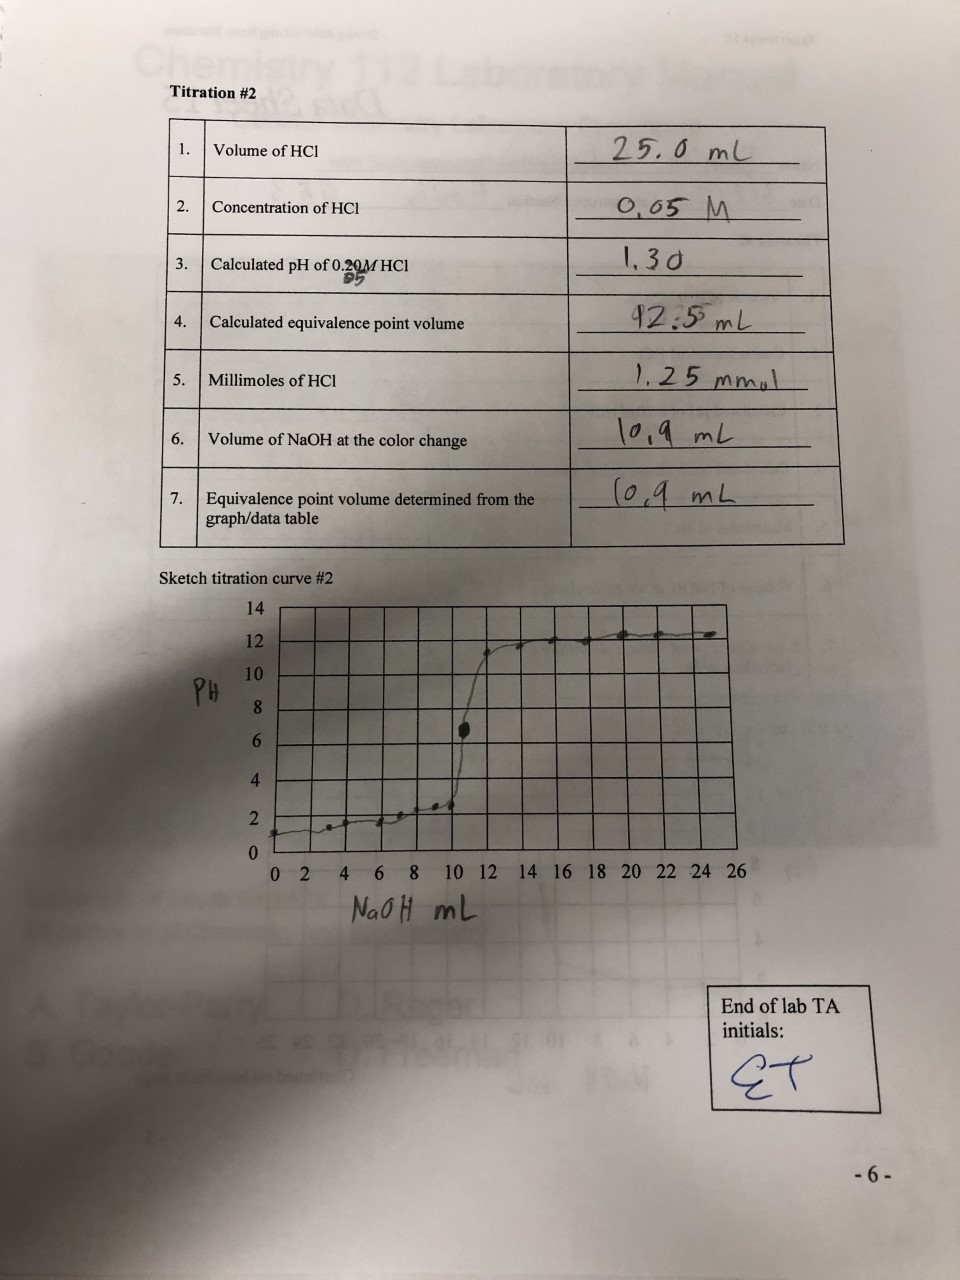 Chemistry 112 Laboratory Manual
Titration #2
1. Volume of HCl 25.0 mL
2. Concentration of HCl 0.05 M
3. Calculated pH of 0.20M HCl 1.30
05
4. Calculated equivalence point volume 12.5 mL
5. Millimoles of HCl 1.25 mmol
6. Volume of NaOH at the color change 10.9 mL
7. Equivalence point volume determined from the 10.9 mL
graph/data table
Sketch titration curve #2
14
12
10
PH
8
6
4
2
0
0 2 4 6 8 10 12 14 16 18 20 22 24 26
NaOH mL
End of lab TA
initials:
ET
- 6 -